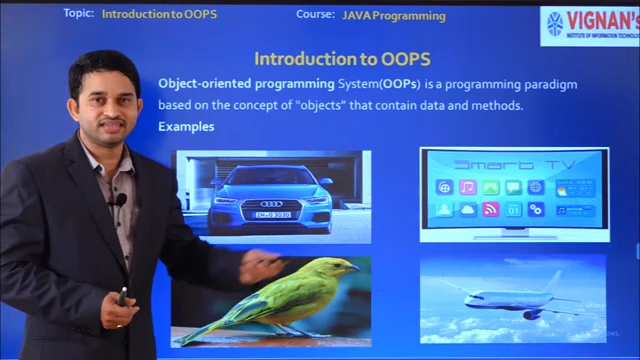 Topic: Introduction to OOPS
Course: JAVA Programming
VIGNAN's
INSTITUTE OF INFORMATION TECHNOLOGY
Introduction to OOPS
Object-oriented programming System(OOPs) is a programming paradigm
based on the concept of “objects” that contain data and methods.
Examples
Smart TV